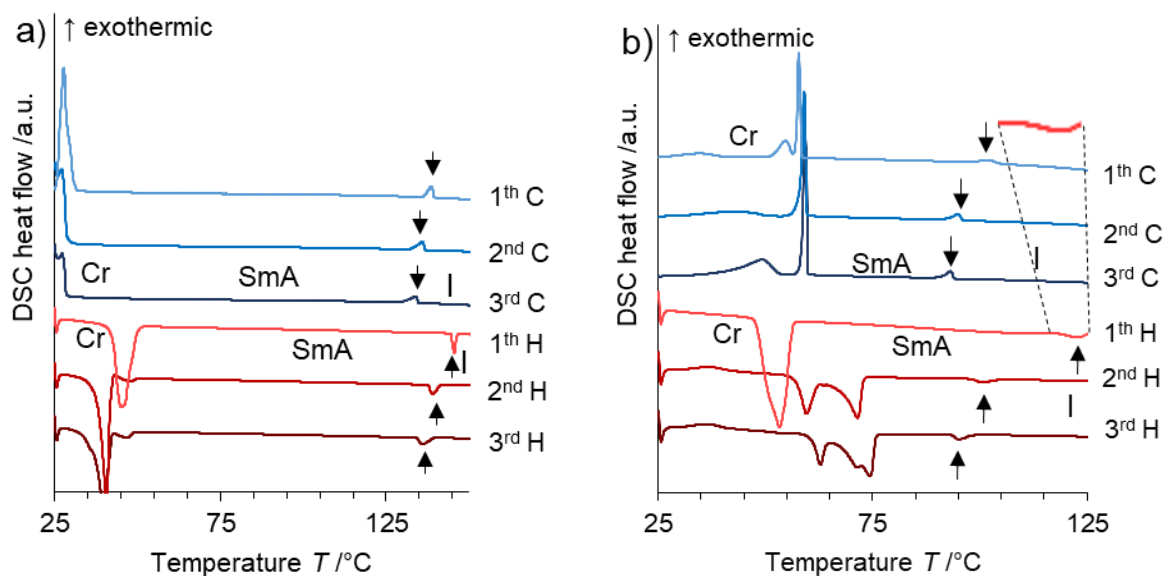 a) ↑ exothermic
DSC heat flow /a.u.
1ᵗʰ C
2ⁿᵈ C
Cr SmA I
3ʳᵈ C
1ᵗʰ H
Cr SmA I
2ⁿᵈ H
3ʳᵈ H
25 75 125
Temperature T /°C
b) ↑ exothermic
DSC heat flow /a.u.
Cr
1ᵗʰ C
2ⁿᵈ C
SmA I
3ʳᵈ C
1ᵗʰ H
Cr SmA
2ⁿᵈ H
I
3ʳᵈ H
25 75 125
Temperature T /°C